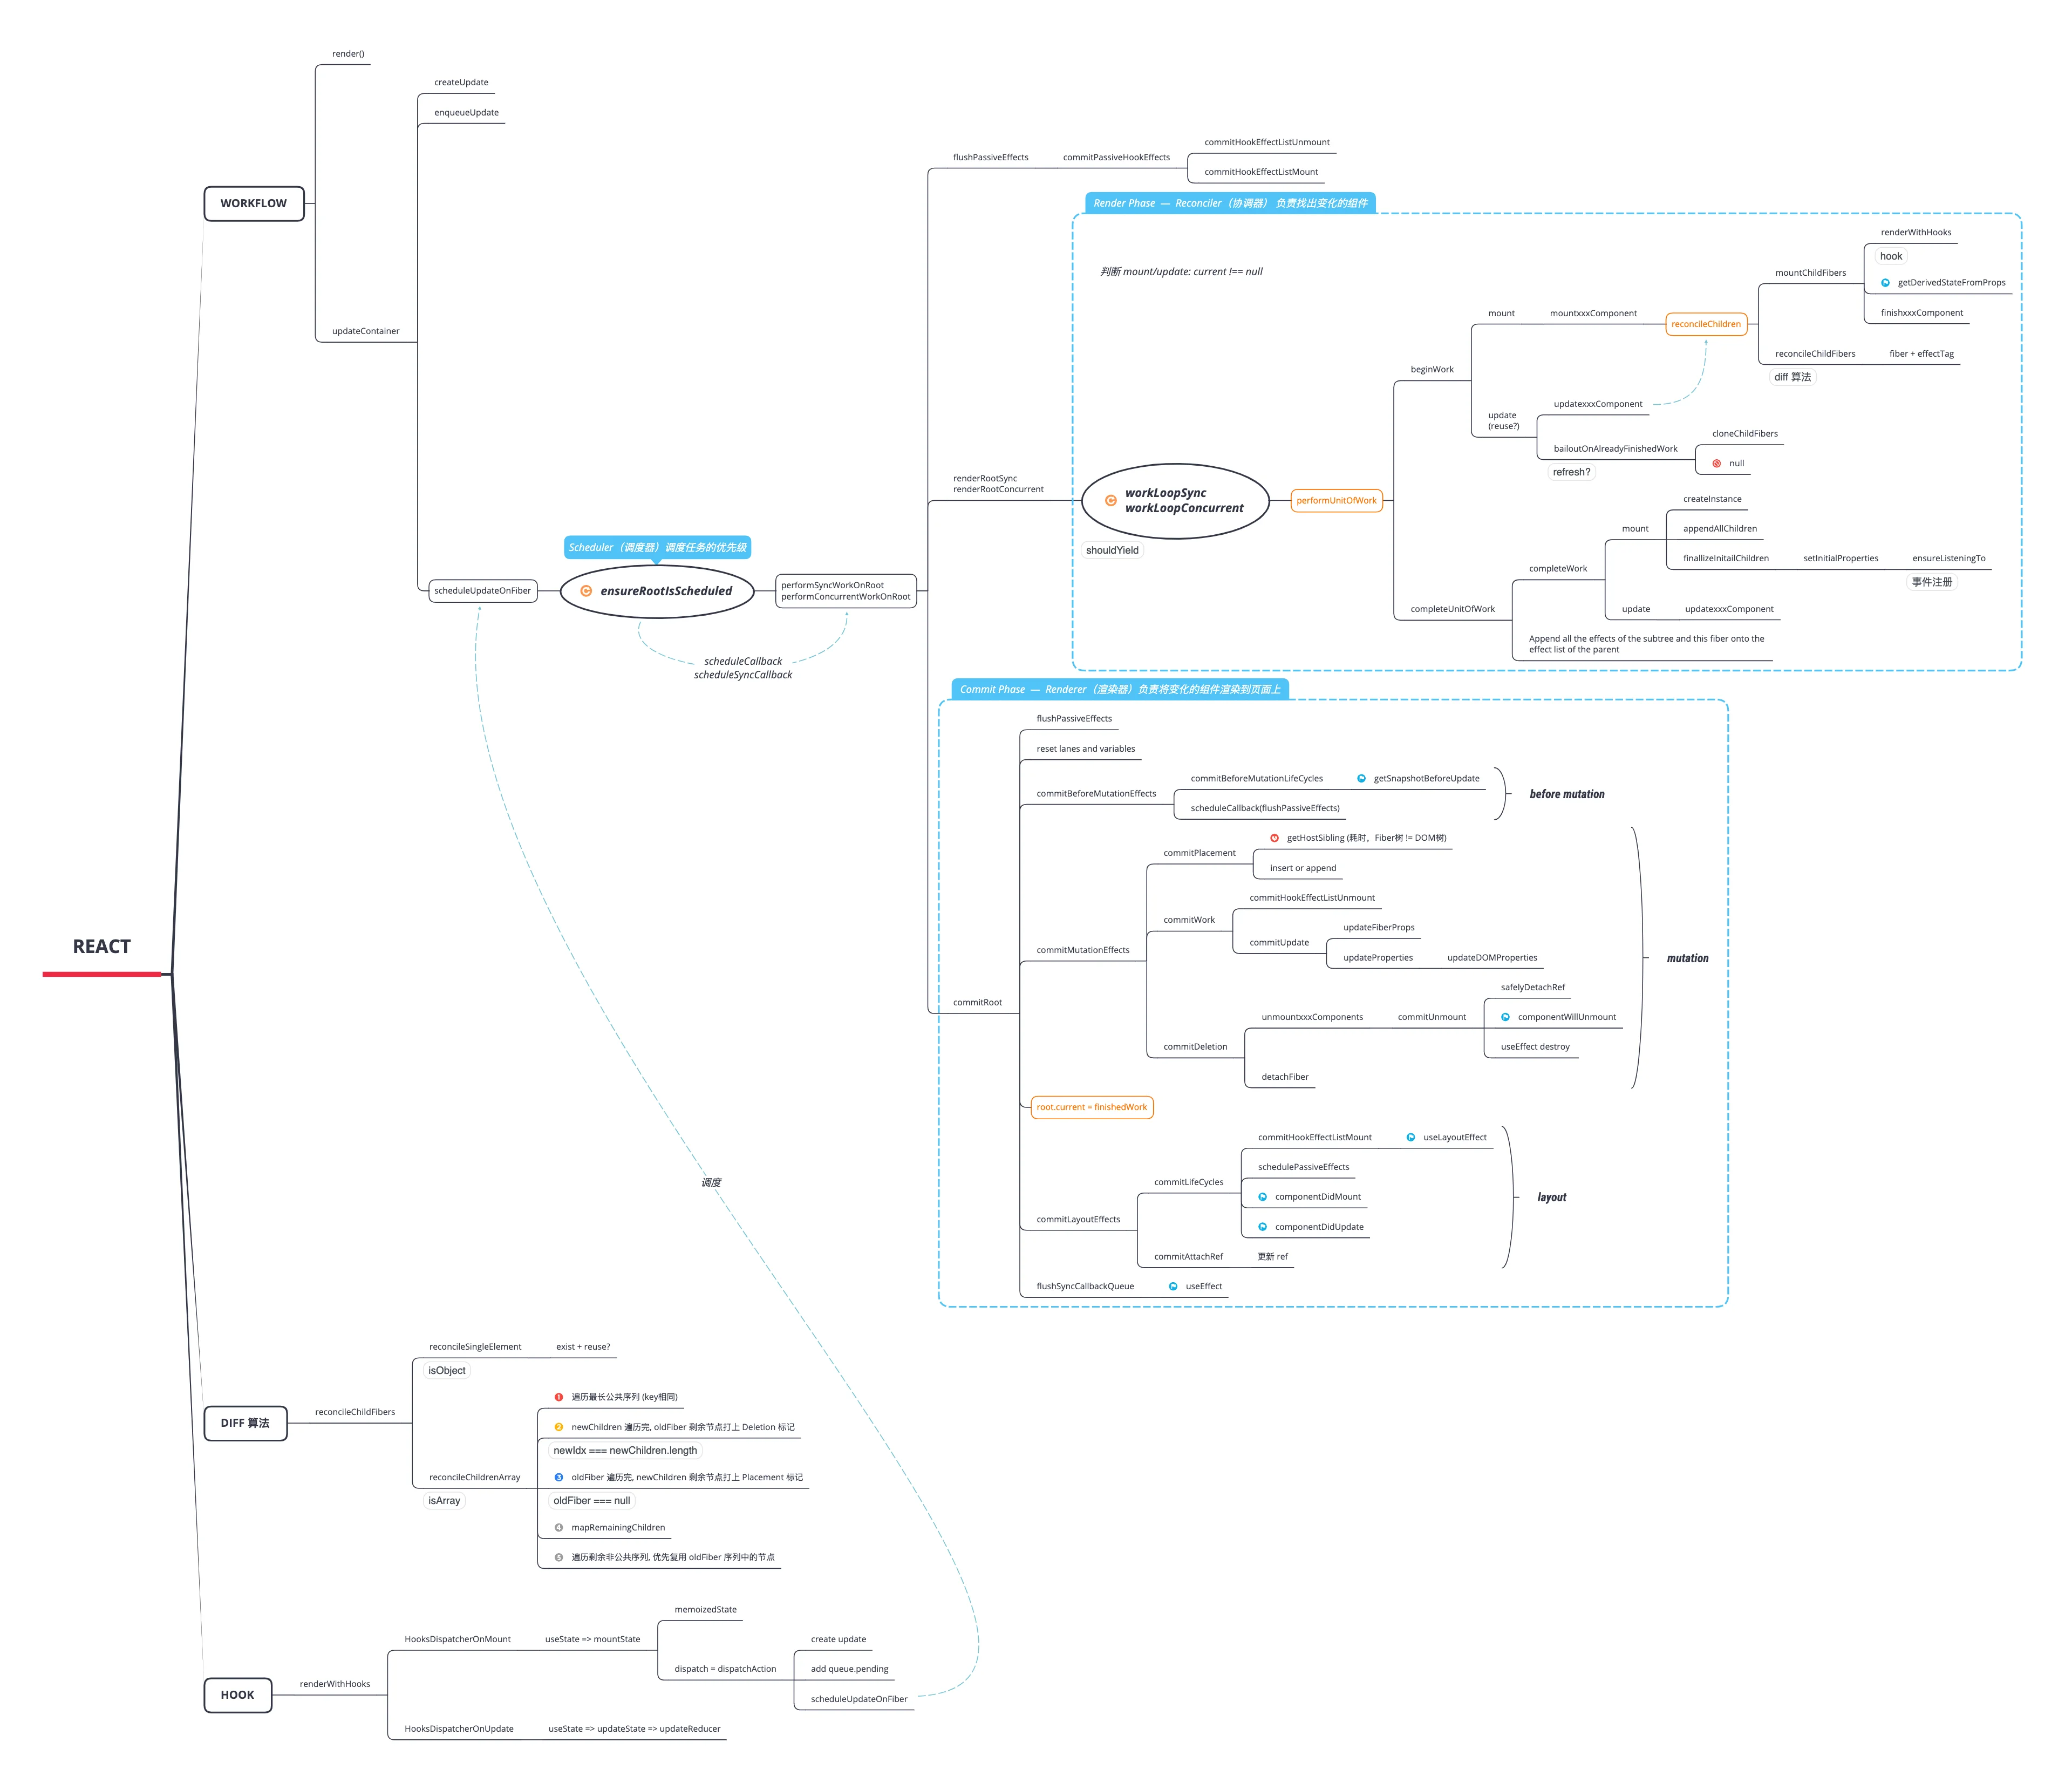 REACT
WORKFLOW
render()
updateContainer
createUpdate
enqueueUpdate
scheduleUpdateOnFiber
Scheduler（调度器）调度任务的优先级
ensureRootIsScheduled
scheduleCallback
scheduleSyncCallback
performSyncWorkOnRoot
performConcurrentWorkOnRoot
flushPassiveEffects
commitPassiveHookEffects
commitHookEffectListUnmount
commitHookEffectListMount
renderRootSync
renderRootConcurrent
Render Phase — Reconciler（协调器） 负责找出变化的组件
判断 mount/update: current !== null
workLoopSync
workLoopConcurrent
shouldYield
performUnitOfWork
beginWork
mount
mountxxxComponent
reconcileChildren
mountChildFibers
renderWithHooks
hook
getDerivedStateFromProps
finishxxxComponent
reconcileChildFibers
diff 算法
fiber + effectTag
update
(reuse?)
updatexxxComponent
bailoutOnAlreadyFinishedWork
refresh?
cloneChildFibers
null
completeUnitOfWork
completeWork
mount
createInstance
appendAllChildren
finallizeInitailChildren
setInitialProperties
ensureListeningTo
事件注册
update
updatexxxComponent
Append all the effects of the subtree and this fiber onto the
effect list of the parent
commitRoot
Commit Phase — Renderer（渲染器）负责将变化的组件渲染到页面上
flushPassiveEffects
reset lanes and variables
commitBeforeMutationEffects
commitBeforeMutationLifeCycles
getSnapshotBeforeUpdate
scheduleCallback(flushPassiveEffects)
before mutation
commitMutationEffects
commitPlacement
getHostSibling (耗时，Fiber树 != DOM树)
insert or append
commitWork
commitHookEffectListUnmount
commitUpdate
updateFiberProps
updateProperties
updateDOMProperties
commitDeletion
unmountxxxComponents
commitUnmount
safelyDetachRef
componentWillUnmount
useEffect destroy
detachFiber
mutation
root.current = finishedWork
commitLayoutEffects
commitLifeCycles
commitHookEffectListMount
useLayoutEffect
schedulePassiveEffects
componentDidMount
componentDidUpdate
commitAttachRef
更新 ref
layout
flushSyncCallbackQueue
useEffect
调度
DIFF 算法
reconcileChildFibers
reconcileSingleElement
isObject
exist + reuse?
reconcileChildrenArray
isArray
1 遍历最长公共序列 (key相同)
2 newChildren 遍历完, oldFiber 剩余节点打上 Deletion 标记
newIdx === newChildren.length
3 oldFiber 遍历完, newChildren 剩余节点打上 Placement 标记
oldFiber === null
4 mapRemainingChildren
5 遍历剩余非公共序列, 优先复用 oldFiber 序列中的节点
HOOK
renderWithHooks
HooksDispatcherOnMount
useState => mountState
memoizedState
dispatch = dispatchAction
create update
add queue.pending
scheduleUpdateOnFiber
HooksDispatcherOnUpdate
useState => updateState => updateReducer